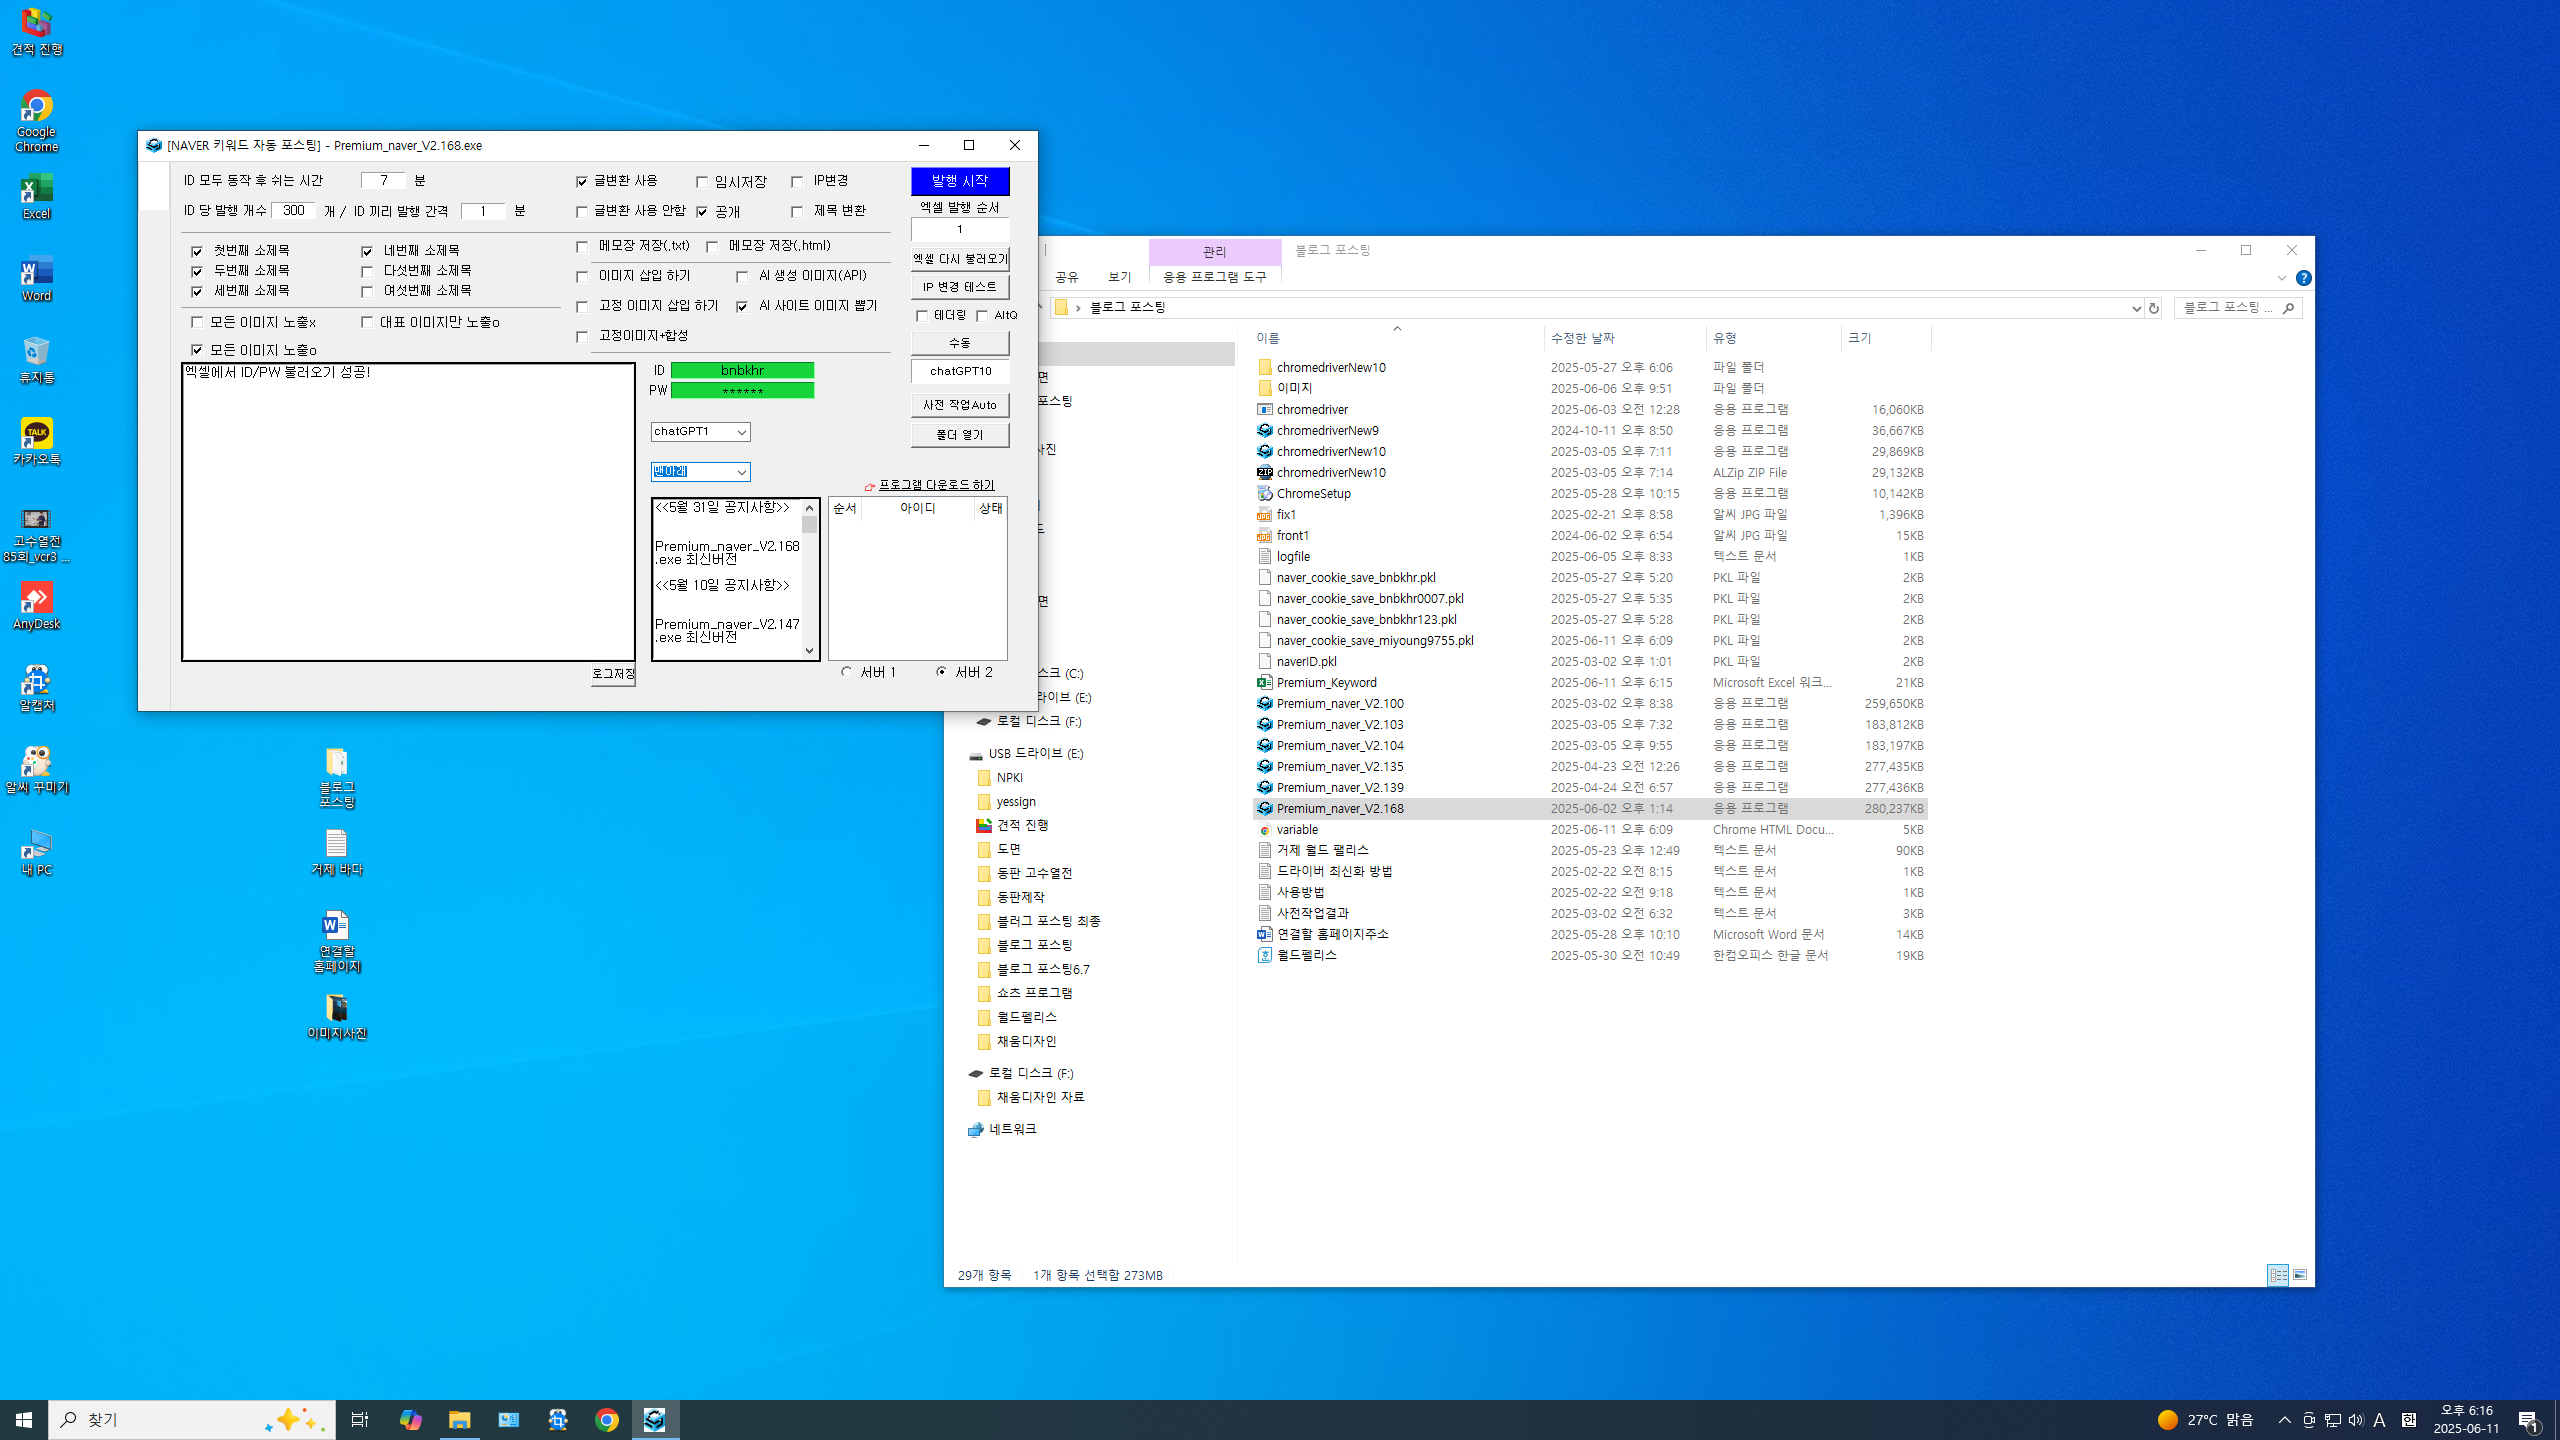 견적 진행
Google
Chrome
Excel
Word
휴지통
카카오톡
고수열전
85회_vcr3 ...
AnyDesk
알캡처
알씨 꾸미기
내 PC
블로그
포스팅
거제 바다
연결할
홈페이지
이미지사진
[NAVER 키워드 자동 포스팅] - Premium_naver_V2.168.exe
ID 모두 동작 후 쉬는 시간 7 분
ID 당 발행 개수 300 개 / ID 끼리 발행 간격 1 분
글변환 사용 임시저장 IP변경
글변환 사용 안함 공개 제목 변환
첫번째 소제목 네번째 소제목
두번째 소제목 다섯번째 소제목
세번째 소제목 여섯번째 소제목
모든 이미지 노출x 대표 이미지만 노출o
모든 이미지 노출o
메모장 저장(.txt) 메모장 저장(.html)
이미지 삽입 하기 AI 생성 이미지(API)
고정 이미지 삽입 하기 AI 사이트 이미지 뽑기
고정이미지+합성
발행 시작
엑셀 발행 순서
1
엑셀 다시 불러오기
IP 변경 테스트
테더링 AltQ
수동
chatGPT10
사전 작업Auto
폴더 열기
엑셀에서 ID/PW 불러오기 성공!
로그저장
ID bnbkhr
PW ******
chatGPT1
맨아래
<<5월 31일 공지사항>>
Premium_naver_V2.168
.exe 최신버전
<<5월 10일 공지사항>>
Premium_naver_V2.147
.exe 최신버전
프로그램 다운로드 하기
순서 아이디 상태
서버 1 서버 2
관리 블로그 포스팅
공유 보기 응용 프로그램 도구
블로그 포스팅
블로그 포스팅 ...
면
포스팅
사진
드
면
스크 (C:)
라이브 (E:)
로컬 디스크 (F:)
USB 드라이브 (E:)
NPKI
yessign
견적 진행
도면
동판 고수열전
동판제작
블러그 포스팅 최종
블로그 포스팅
블로그 포스팅6.7
쇼츠 프로그램
월드펠리스
채움디자인
로컬 디스크 (F:)
채움디자인 자료
네트워크
이름 수정한 날짜 유형 크기
chromedriverNew10 2025-05-27 오후 6:06 파일 폴더
이미지 2025-06-06 오후 9:51 파일 폴더
chromedriver 2025-06-03 오전 12:28 응용 프로그램 16,060KB
chromedriverNew9 2024-10-11 오후 8:50 응용 프로그램 36,667KB
chromedriverNew10 2025-03-05 오후 7:11 응용 프로그램 29,869KB
chromedriverNew10 2025-03-05 오후 7:14 ALZip ZIP File 29,132KB
ChromeSetup 2025-05-28 오후 10:15 응용 프로그램 10,142KB
fix1 2025-02-21 오후 8:58 알씨 JPG 파일 1,396KB
front1 2024-06-02 오후 6:54 알씨 JPG 파일 15KB
logfile 2025-06-05 오후 8:33 텍스트 문서 1KB
naver_cookie_save_bnbkhr.pkl 2025-05-27 오후 5:20 PKL 파일 2KB
naver_cookie_save_bnbkhr0007.pkl 2025-05-27 오후 5:35 PKL 파일 2KB
naver_cookie_save_bnbkhr123.pkl 2025-05-27 오후 5:28 PKL 파일 2KB
naver_cookie_save_miyoung9755.pkl 2025-06-11 오후 6:09 PKL 파일 2KB
naverID.pkl 2025-03-02 오후 1:01 PKL 파일 2KB
Premium_Keyword 2025-06-11 오후 6:15 Microsoft Excel 워크... 21KB
Premium_naver_V2.100 2025-03-02 오후 8:38 응용 프로그램 259,650KB
Premium_naver_V2.103 2025-03-05 오후 7:32 응용 프로그램 183,812KB
Premium_naver_V2.104 2025-03-05 오후 9:55 응용 프로그램 183,197KB
Premium_naver_V2.135 2025-04-23 오전 12:26 응용 프로그램 277,435KB
Premium_naver_V2.139 2025-04-24 오전 6:57 응용 프로그램 277,436KB
Premium_naver_V2.168 2025-06-02 오후 1:14 응용 프로그램 280,237KB
variable 2025-06-11 오후 6:09 Chrome HTML Docu... 5KB
거제 월드 팰리스 2025-05-23 오후 12:49 텍스트 문서 90KB
드라이버 최신화 방법 2025-02-22 오전 8:15 텍스트 문서 1KB
사용방법 2025-02-22 오전 9:18 텍스트 문서 1KB
사전작업결과 2025-03-02 오전 6:32 텍스트 문서 3KB
연결할 홈페이지주소 2025-05-28 오후 10:10 Microsoft Word 문서 14KB
월드펠리스 2025-05-30 오전 10:49 한컴오피스 한글 문서 19KB
29개 항목 1개 항목 선택함 273MB
찾기
27°C 맑음
A 한
오후 6:16
2025-06-11
1